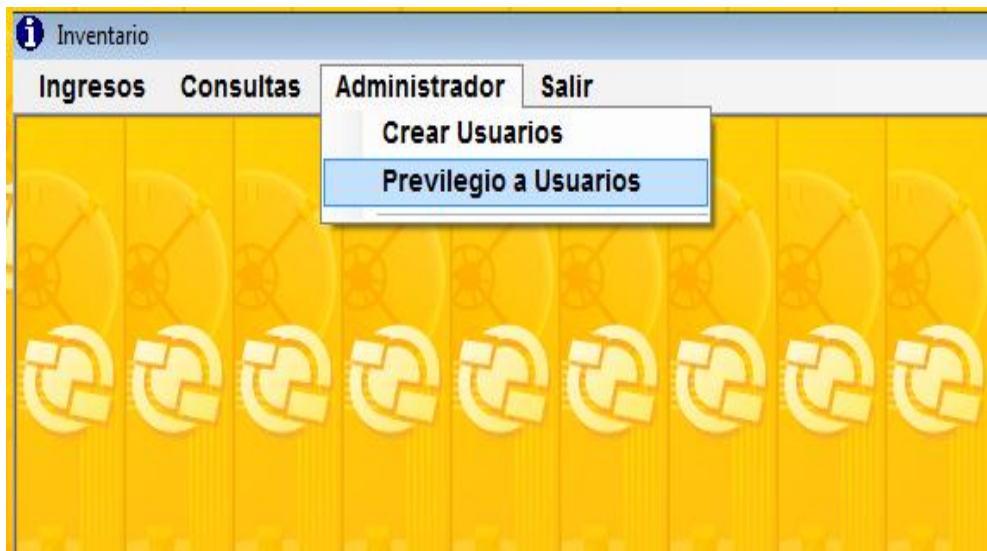 Inventario
Ingresos Consultas Administrador Salir
Crear Usuarios
Previlegio a Usuarios